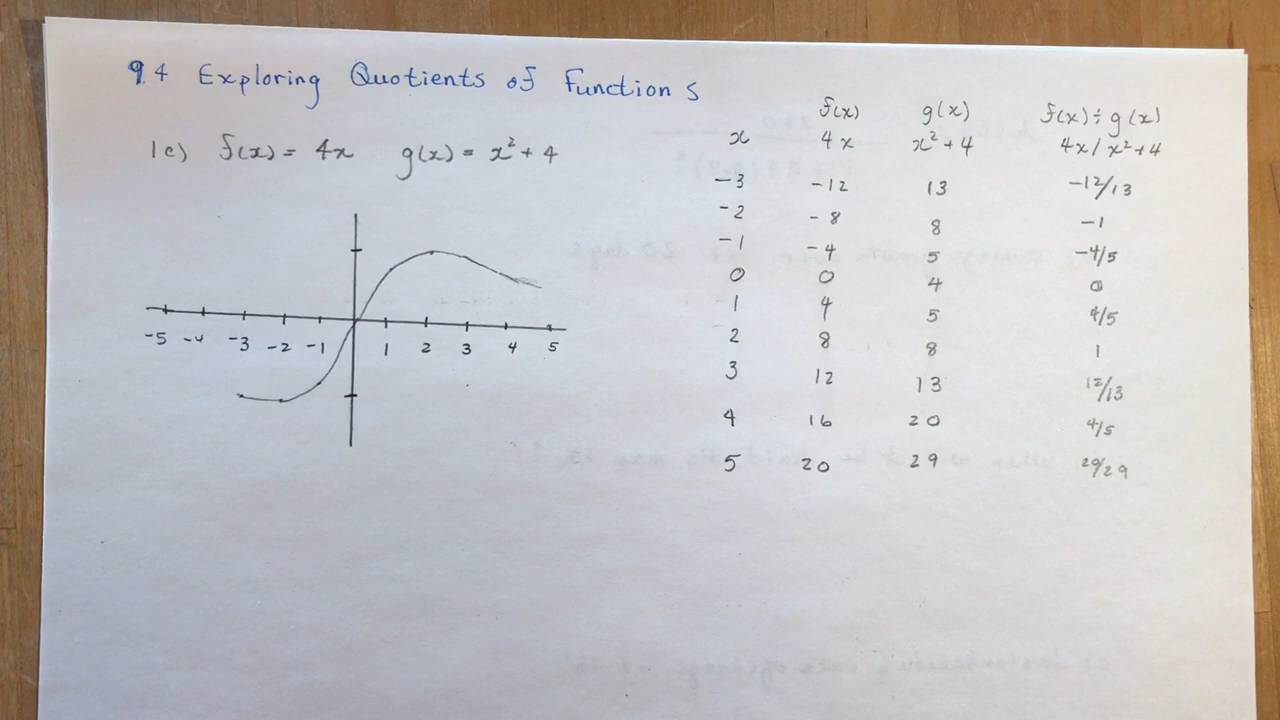 9.4 Exploring Quotients of Functions
1c) f(x) = 4x g(x) = x² + 4
-5 -4 -3 -2 -1 1 2 3 4 5
f(x) g(x) f(x) ÷ g(x)
x 4x x² + 4 4x / x² + 4
-3 -12 13 -12/13
-2 -8 8 -1
-1 -4 5 -4/5
0 0 4 0
1 4 5 4/5
2 8 8 1
3 12 13 12/13
4 16 20 4/5
5 20 29 20/29